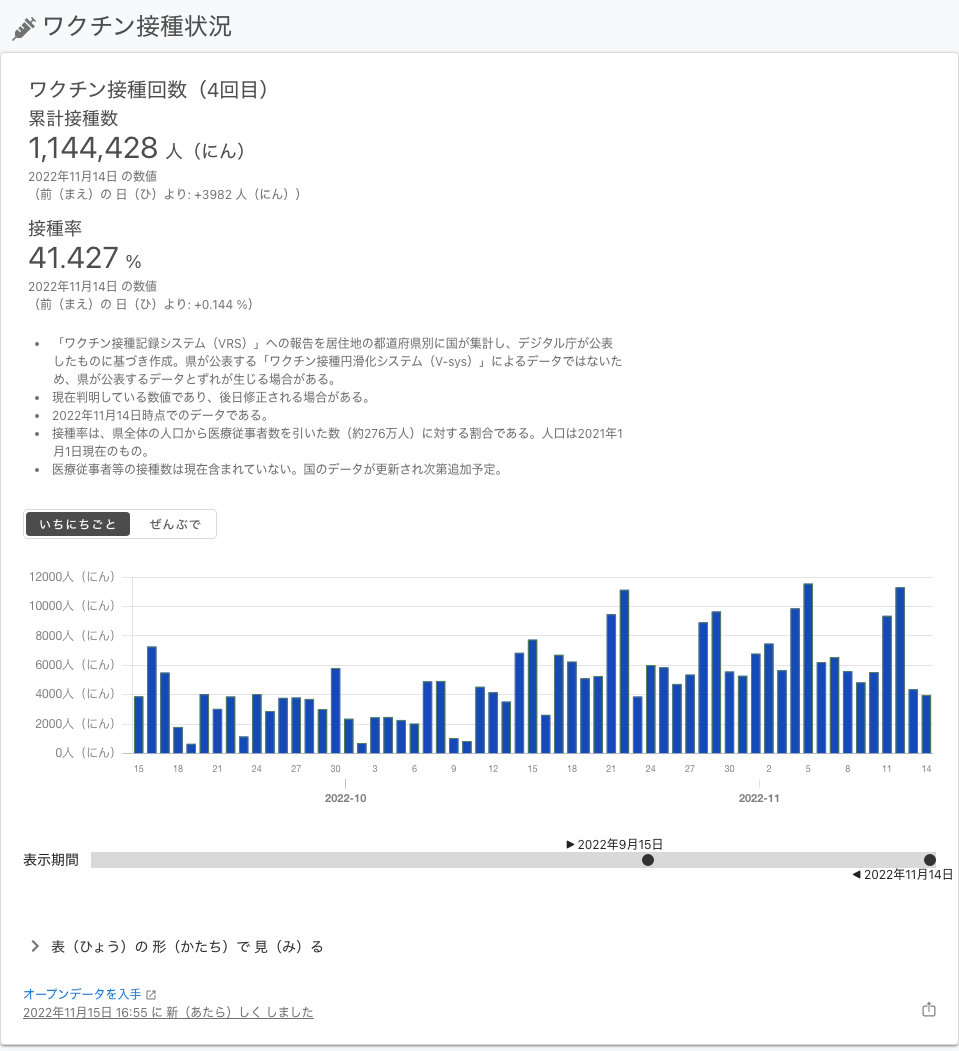 ワクチン接種状況
ワクチン接種回数（4回目）
累計接種数
1,144,428 人（にん）
2022年11月14日 の数値
（前（まえ）の 日（ひ）より: +3982 人（にん））
接種率
41.427 %
2022年11月14日 の数値
（前（まえ）の 日（ひ）より: +0.144 %）
• 「ワクチン接種記録システム（VRS）」への報告を居住地の都道府県別に国が集計し、デジタル庁が公表
したものに基づき作成。県が公表する「ワクチン接種円滑化システム（V-sys）」によるデータではないた
め、県が公表するデータとずれが生じる場合がある。
• 現在判明している数値であり、後日修正される場合がある。
• 2022年11月14日時点でのデータである。
• 接種率は、県全体の人口から医療従事者数を引いた数（約276万人）に対する割合である。人口は2021年1
月1日現在のもの。
• 医療従事者等の接種数は現在含まれていない。国のデータが更新され次第追加予定。
いちにちごと ぜんぶで
12000人（にん）
10000人（にん）
8000人（にん）
6000人（にん）
4000人（にん）
2000人（にん）
0人（にん）
15 18 21 24 27 30 3 6 9 12 15 18 21 24 27 30 2 5 8 11 14
2022-10 2022-11
▶ 2022年9月15日
表示期間
◀ 2022年11月14日
表（ひょう）の 形（かたち）で 見（み）る
オープンデータを入手
2022年11月15日 16:55 に 新（あたら）しく しました